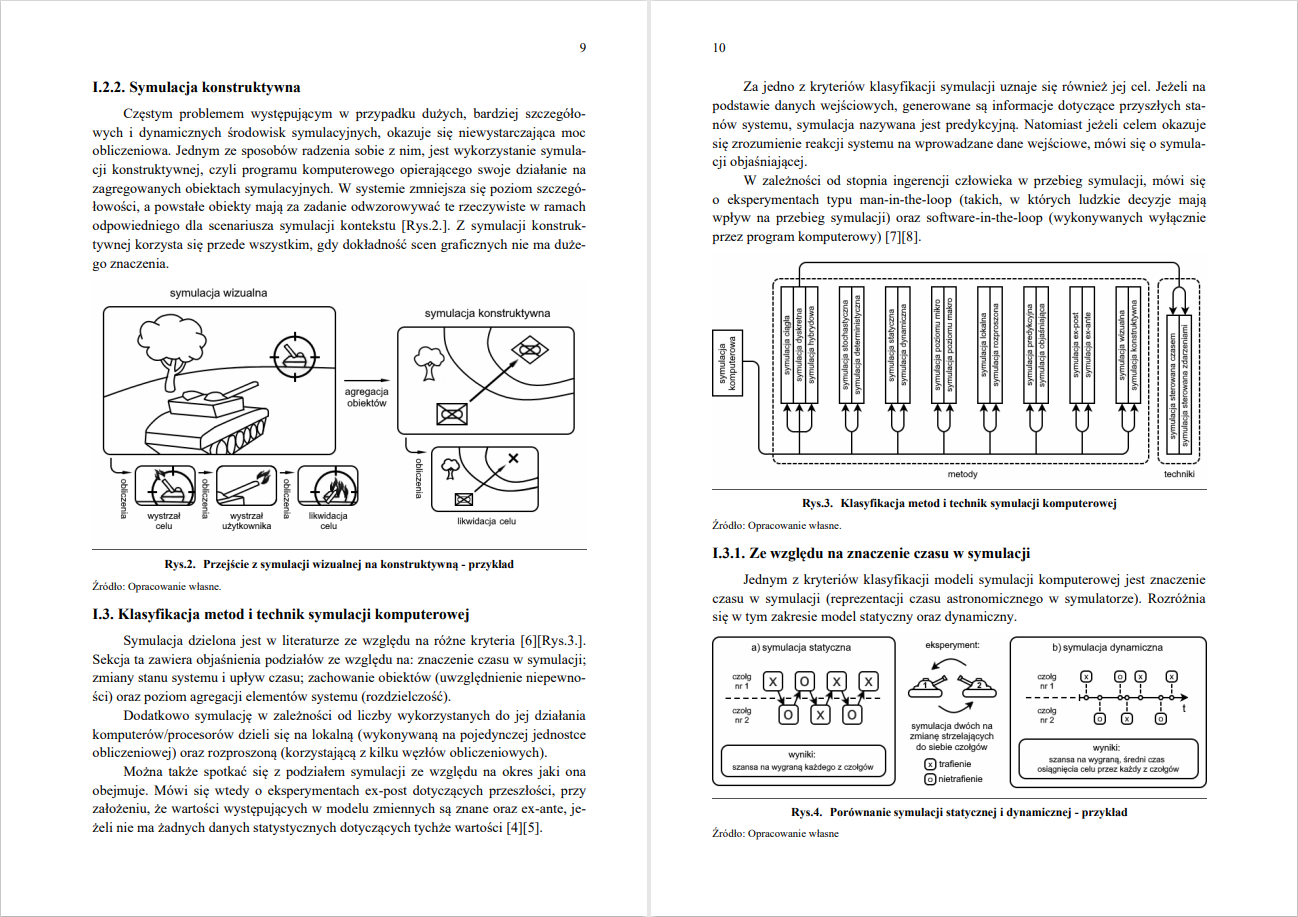 9
I.2.2. Symulacja konstruktywna
Częstym problemem występującym w przypadku dużych, bardziej szczegóło-
wych i dynamicznych środowisk symulacyjnych, okazuje się niewystarczająca moc
obliczeniowa. Jednym ze sposobów radzenia sobie z nim, jest wykorzystanie symula-
cji konstruktywnej, czyli programu komputerowego opierającego swoje działanie na
zagregowanych obiektach symulacyjnych. W systemie zmniejsza się poziom szczegó-
łowości, a powstałe obiekty mają za zadanie odwzorowywać te rzeczywiste w ramach
odpowiedniego dla scenariusza symulacji kontekstu [Rys.2.]. Z symulacji konstruk-
tywnej korzysta się przede wszystkim, gdy dokładność scen graficznych nie ma duże-
go znaczenia.
symulacja wizualna
symulacja konstruktywna
agregacja
obiektów
obliczenia
wystrzał
celu
obliczenia
wystrzał
użytkownika
obliczenia
likwidacja
celu
obliczenia
likwidacja celu
Rys.2. Przejście z symulacji wizualnej na konstruktywną - przykład
Źródło: Opracowanie własne.
I.3. Klasyfikacja metod i technik symulacji komputerowej
Symulacja dzielona jest w literaturze ze względu na różne kryteria [6][Rys.3.].
Sekcja ta zawiera objaśnienia podziałów ze względu na: znaczenie czasu w symulacji;
zmiany stanu systemu i upływ czasu; zachowanie obiektów (uwzględnienie niepewno-
ści) oraz poziom agregacji elementów systemu (rozdzielczość).
Dodatkowo symulację w zależności od liczby wykorzystanych do jej działania
komputerów/procesorów dzieli się na lokalną (wykonywaną na pojedynczej jednostce
obliczeniowej) oraz rozproszoną (korzystającą z kilku węzłów obliczeniowych).
Można także spotkać się z podziałem symulacji ze względu na okres jaki ona
obejmuje. Mówi się wtedy o eksperymentach ex-post dotyczących przeszłości, przy
założeniu, że wartości występujących w modelu zmiennych są znane oraz ex-ante, je-
żeli nie ma żadnych danych statystycznych dotyczących tychże wartości [4][5].
10
Za jedno z kryteriów klasyfikacji symulacji uznaje się również jej cel. Jeżeli na
podstawie danych wejściowych, generowane są informacje dotyczące przyszłych sta-
nów systemu, symulacja nazywana jest predykcyjną. Natomiast jeżeli celem okazuje
się zrozumienie reakcji systemu na wprowadzane dane wejściowe, mówi się o symula-
cji objaśniającej.
W zależności od stopnia ingerencji człowieka w przebieg symulacji, mówi się
o eksperymentach typu man-in-the-loop (takich, w których ludzkie decyzje mają
wpływ na przebieg symulacji) oraz software-in-the-loop (wykonywanych wyłącznie
przez program komputerowy) [7][8].
symulacja
komputerowa
symulacja ciągła
symulacja dyskretna
symulacja hybrydowa
symulacja stochastyczna
symulacja deterministyczna
symulacja statyczna
symulacja dynamiczna
symulacja poziomu mikro
symulacja poziomu makro
symulacja lokalna
symulacja rozproszona
symulacja predykcyjna
symulacja objaśniająca
symulacja ex-post
symulacja ex-ante
symulacja wizualna
symulacja konstruktywna
symulacja sterowana czasem
symulacja sterowana zdarzeniami
metody
techniki
Rys.3. Klasyfikacja metod i technik symulacji komputerowej
Źródło: Opracowanie własne.
I.3.1. Ze względu na znaczenie czasu w symulacji
Jednym z kryteriów klasyfikacji modeli symulacji komputerowej jest znaczenie
czasu w symulacji (reprezentacji czasu astronomicznego w symulatorze). Rozróżnia
się w tym zakresie model statyczny oraz dynamiczny.
a) symulacja statyczna
czołg
nr 1
X O X X
czołg
nr 2
O X O
wyniki:
szansa na wygraną każdego z czołgów
eksperyment:
1 2
symulacja dwóch na
zmianę strzelających
do siebie czołgów
x trafienie
o nietrafienie
b) symulacja dynamiczna
czołg
nr 1
x o x x
t
czołg
nr 2
o x o
wyniki:
szansa na wygraną, średni czas
osiągnięcia celu przez każdy z czołgów
Rys.4. Porównanie symulacji statycznej i dynamicznej - przykład
Źródło: Opracowanie własne